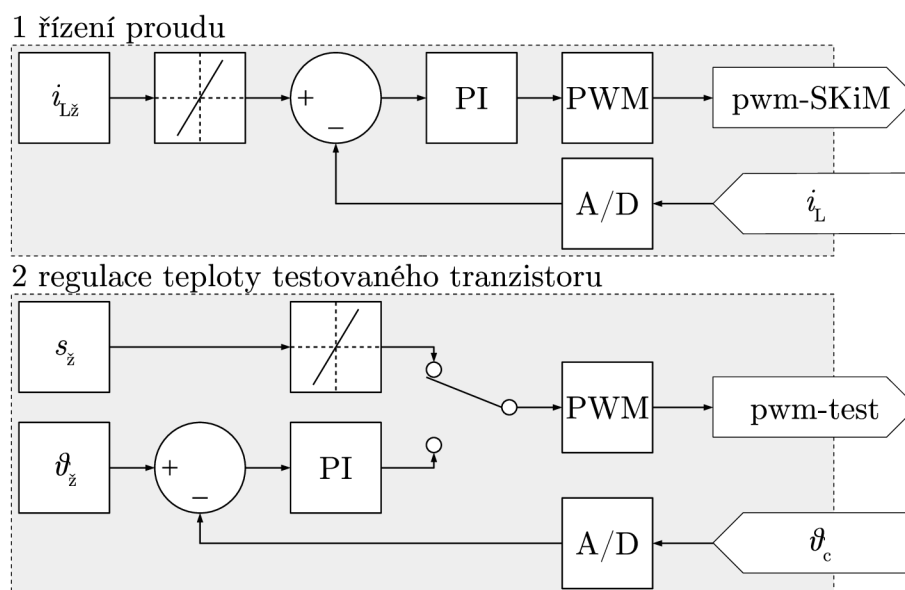 1 řízení proudu
i_Lž
+
−
PI
PWM
pwm-SKiM
A/D
i_L
2 regulace teploty testovaného tranzistoru
s_ž
PWM
pwm-test
ϑ_ž
+
−
PI
A/D
ϑ_c